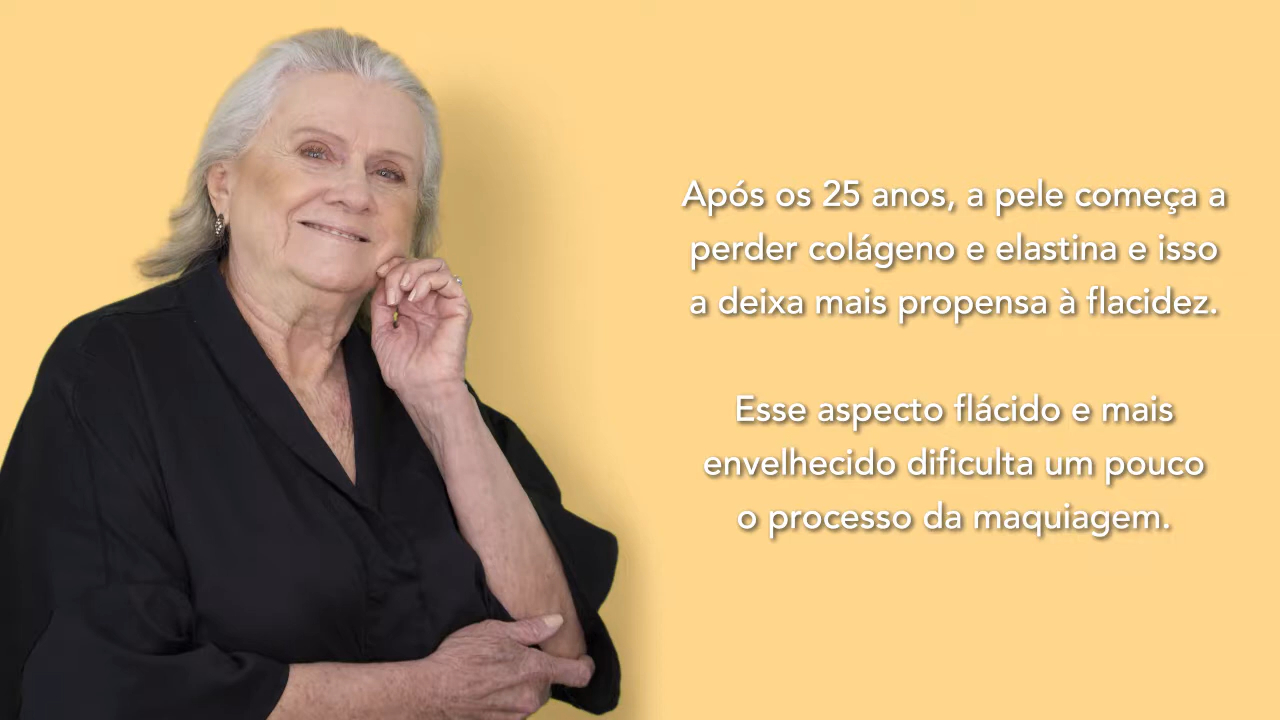 Após os 25 anos, a pele começa a
perder colágeno e elastina e isso
a deixa mais propensa à flacidez.
Esse aspecto flácido e mais
envelhecido dificulta um pouco
o processo da maquiagem.